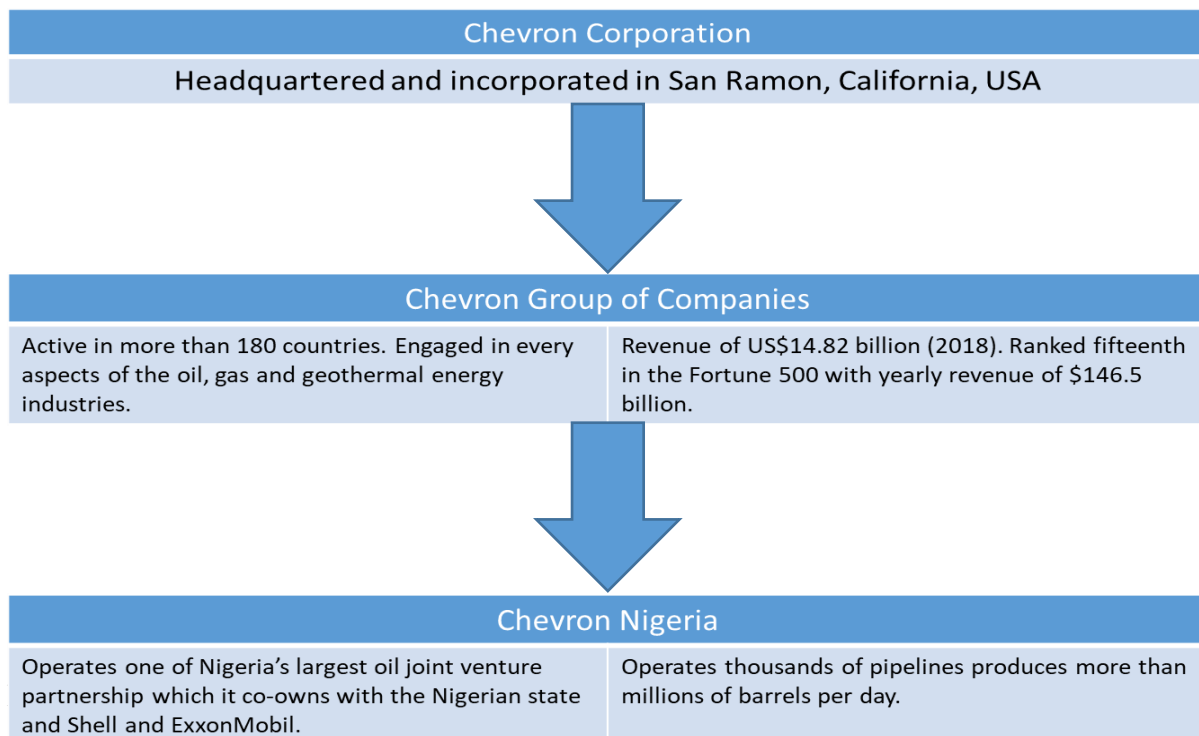 Chevron Corporation
Headquartered and incorporated in San Ramon, California, USA
Chevron Group of Companies
Active in more than 180 countries. Engaged in every
aspects of the oil, gas and geothermal energy
industries.
Revenue of US$14.82 billion (2018). Ranked fifteenth
in the Fortune 500 with yearly revenue of $146.5
billion.
Chevron Nigeria
Operates one of Nigeria’s largest oil joint venture
partnership which it co-owns with the Nigerian state
and Shell and ExxonMobil.
Operates thousands of pipelines produces more than
millions of barrels per day.